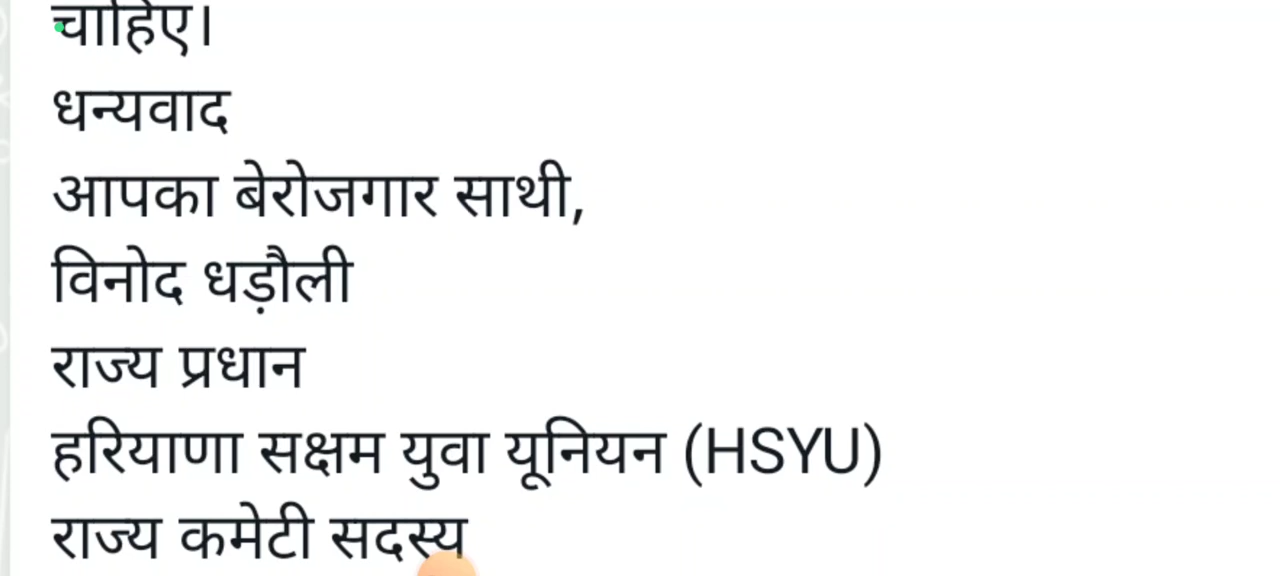 चाहिए।
धन्यवाद
आपका बेरोजगार साथी,
विनोद धड़ौली
राज्य प्रधान
हरियाणा सक्षम युवा यूनियन (HSYU)
राज्य कमेटी सदस्य